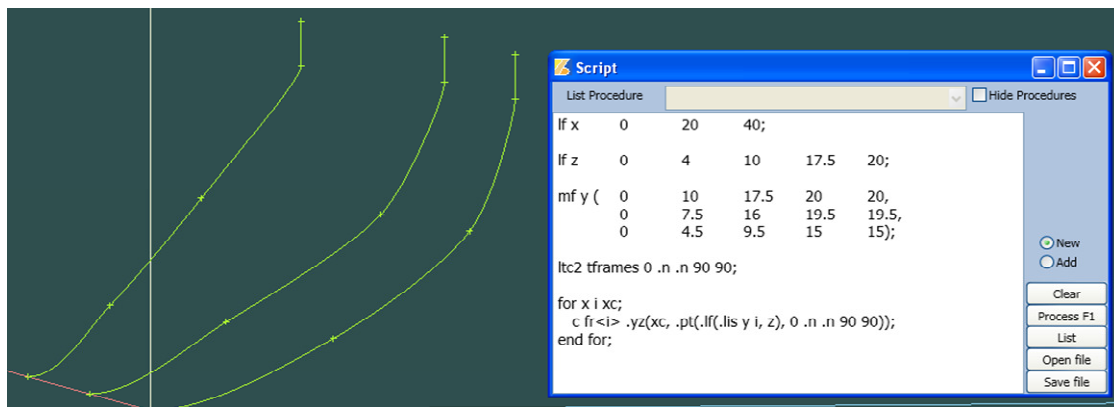 Script
List Procedure
Hide Procedures
lf x 0 20 40;
lf z 0 4 10 17.5 20;
mf y ( 0 10 17.5 20 20,
0 7.5 16 19.5 19.5,
0 4.5 9.5 15 15);
ltc2 tframes 0 .n .n 90 90;
for x i xc;
c fr<i> .yz(xc, .pt(.lf(.lis y i, z), 0 .n .n 90 90));
end for;
New
Add
Clear
Process F1
List
Open file
Save file